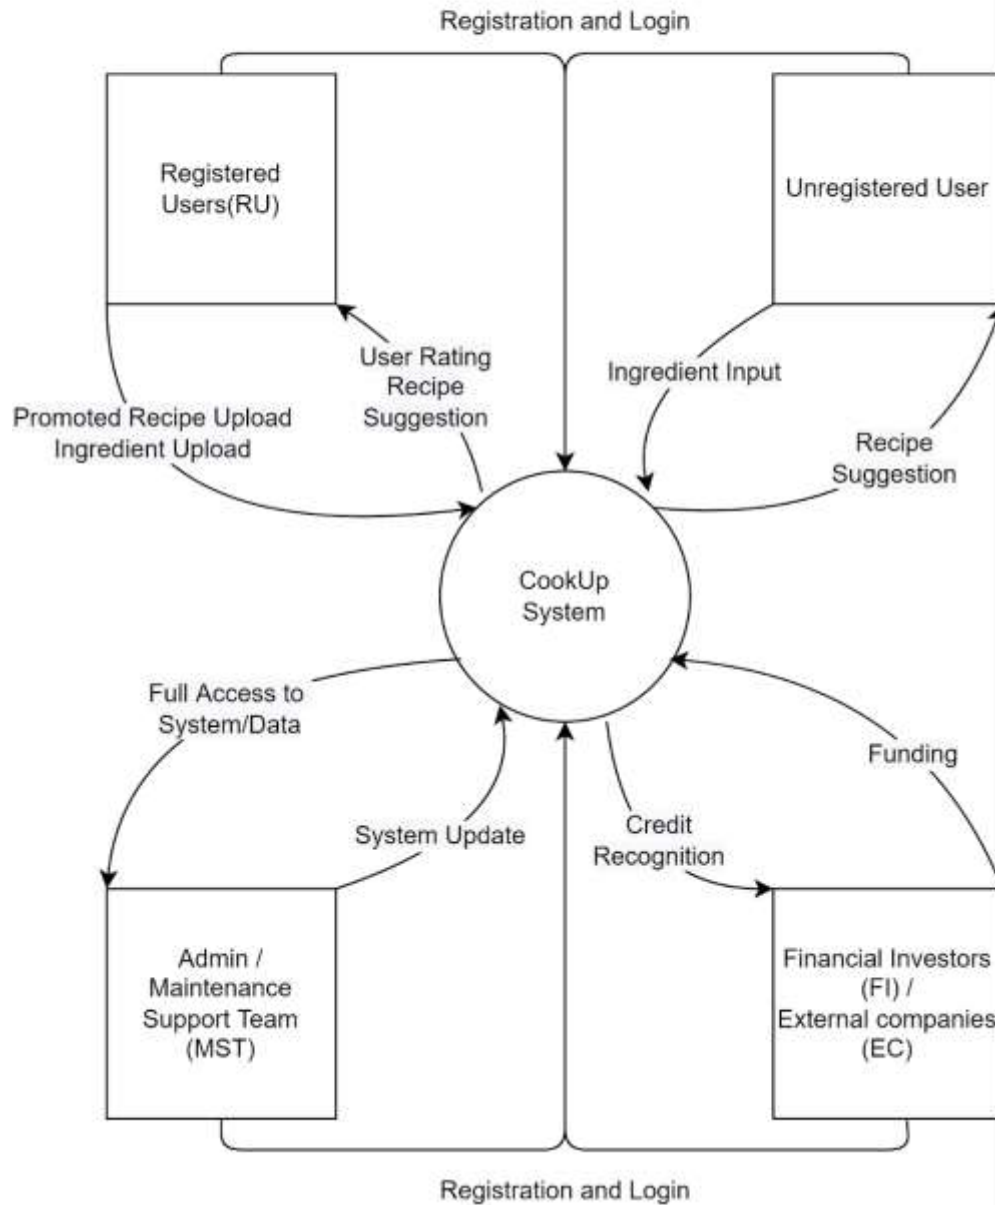 Registration and Login
Registered
Users(RU)
Unregistered User
User Rating
Recipe
Suggestion
Ingredient Input
Promoted Recipe Upload
Ingredient Upload
Recipe
Suggestion
CookUp
System
Full Access to
System/Data
Funding
System Update
Credit
Recognition
Admin /
Maintenance
Support Team
(MST)
Financial Investors
(FI) /
External companies
(EC)
Registration and Login